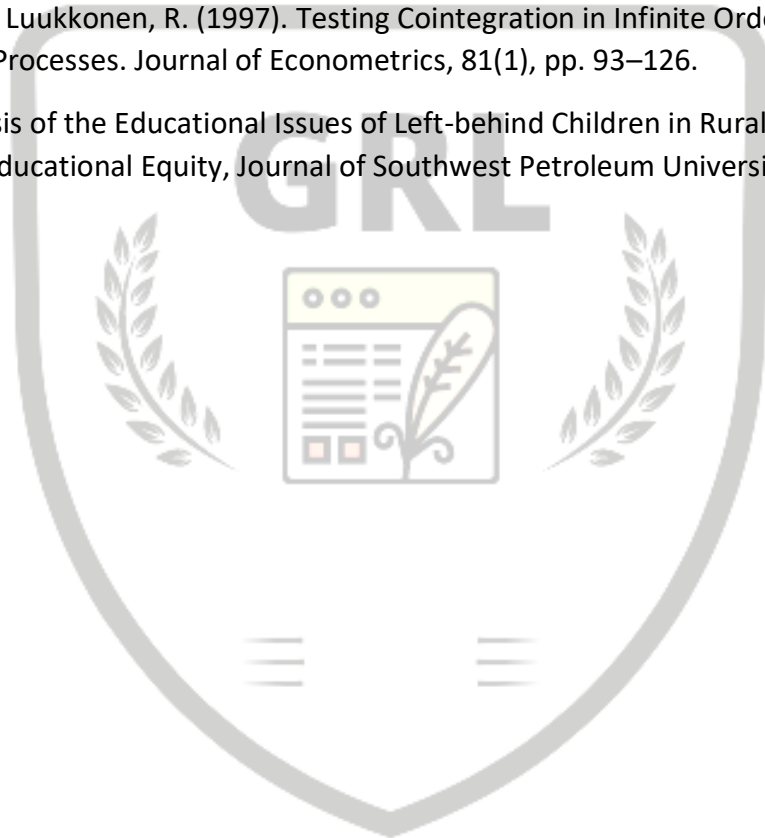 Luukkonen, R. (1997). Testing Cointegration in Infinite Orde
Processes. Journal of Econometrics, 81(1), pp. 93–126.
sis of the Educational Issues of Left-behind Children in Rural
ducational Equity, Journal of Southwest Petroleum Universi
GRL